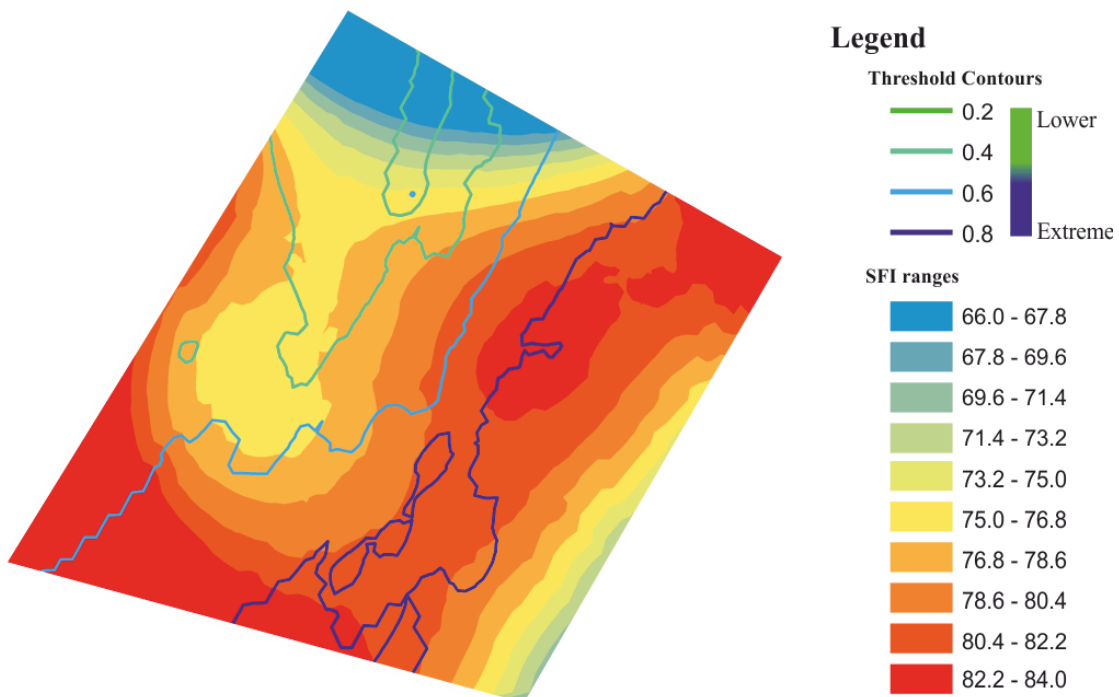 Legend
Threshold Contours
0.2
Lower
0.4
0.6
0.8
Extreme
SFI ranges
66.0 - 67.8
67.8 - 69.6
69.6 - 71.4
71.4 - 73.2
73.2 - 75.0
75.0 - 76.8
76.8 - 78.6
78.6 - 80.4
80.4 - 82.2
82.2 - 84.0